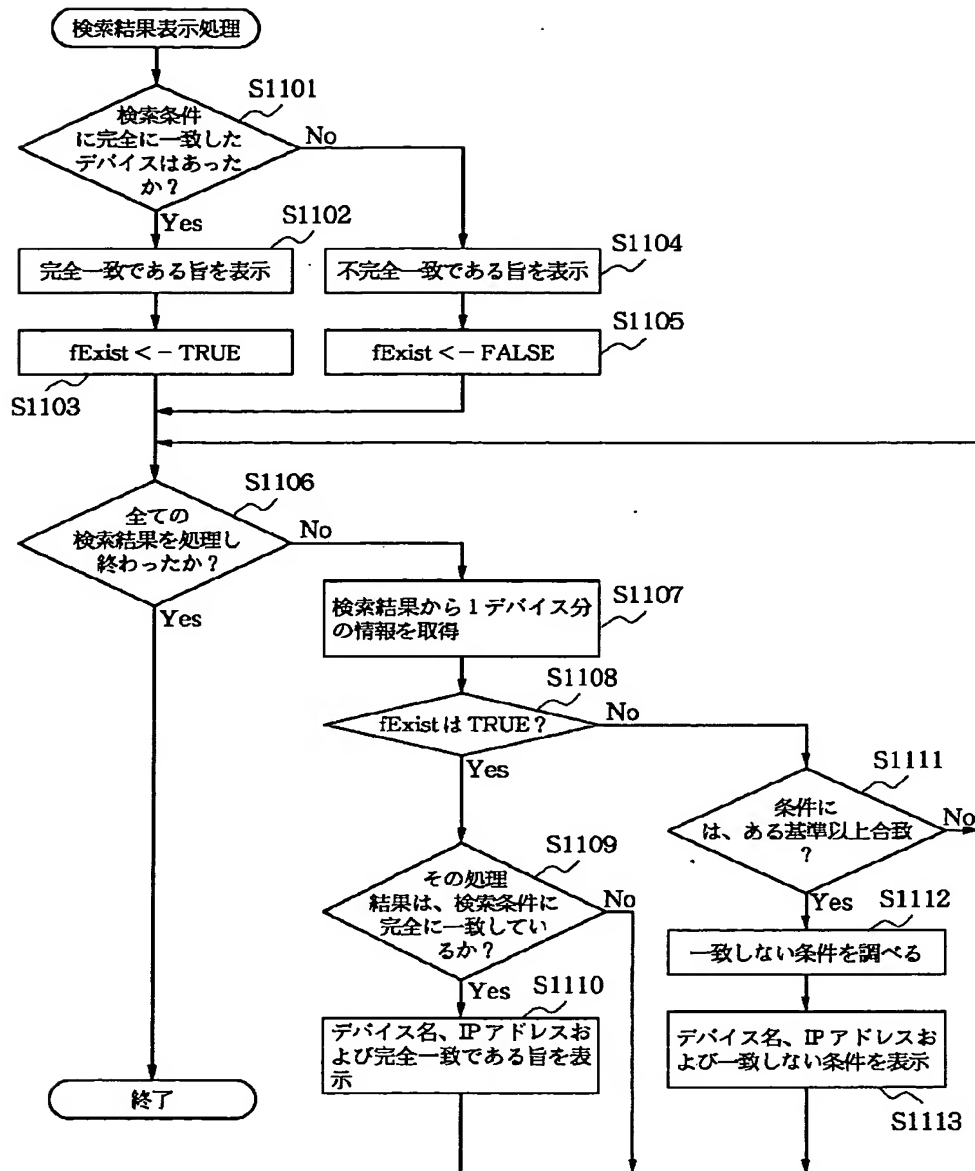 検索結果表示処理
S1101
検索条件
に完全に一致した
デバイスはあった
か？
No
Yes
S1102
完全一致である旨を表示
S1104
不完全一致である旨を表示
fExist <− TRUE
S1103
S1105
fExist <− FALSE
S1106
全ての
検索結果を処理し
終わったか？
No
Yes
S1107
検索結果から1デバイス分
の情報を取得
S1108
fExistはTRUE？
No
Yes
S1111
条件に
は、ある基準以上合致
？
No
Yes
S1109
その処理
結果は、検索条件に
完全に一致してい
るか？
No
Yes
S1112
一致しない条件を調べる
S1110
デバイス名、IPアドレスお
よび完全一致である旨を表
示
デバイス名、IPアドレスお
よび一致しない条件を表示
S1113
終了